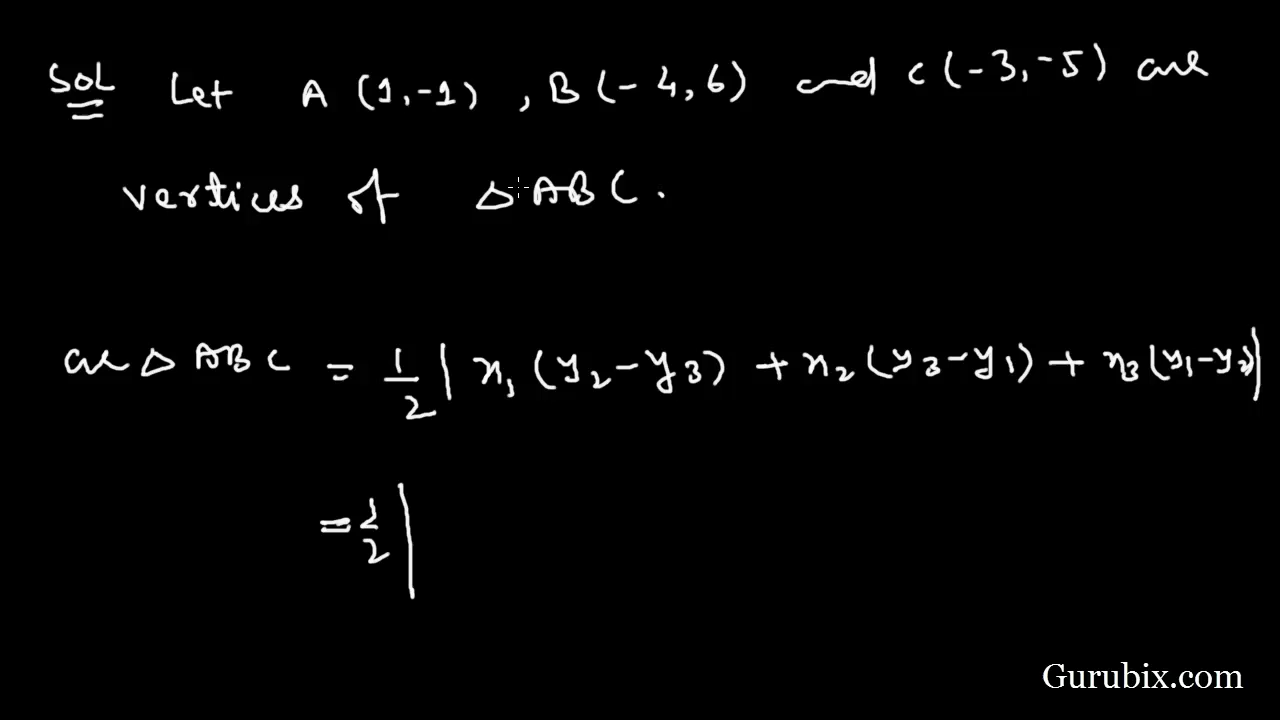 Sol Let A (1,-1) , B (-4,6) and C (-3,-5) are
vertices of △ABC.
ar △ ABC = 1/2 | x₁ (y₂-y₃) + x₂ (y₃-y₁) + x₃ (y₁-y₂)|
= 1/2 |
Gurubix.com